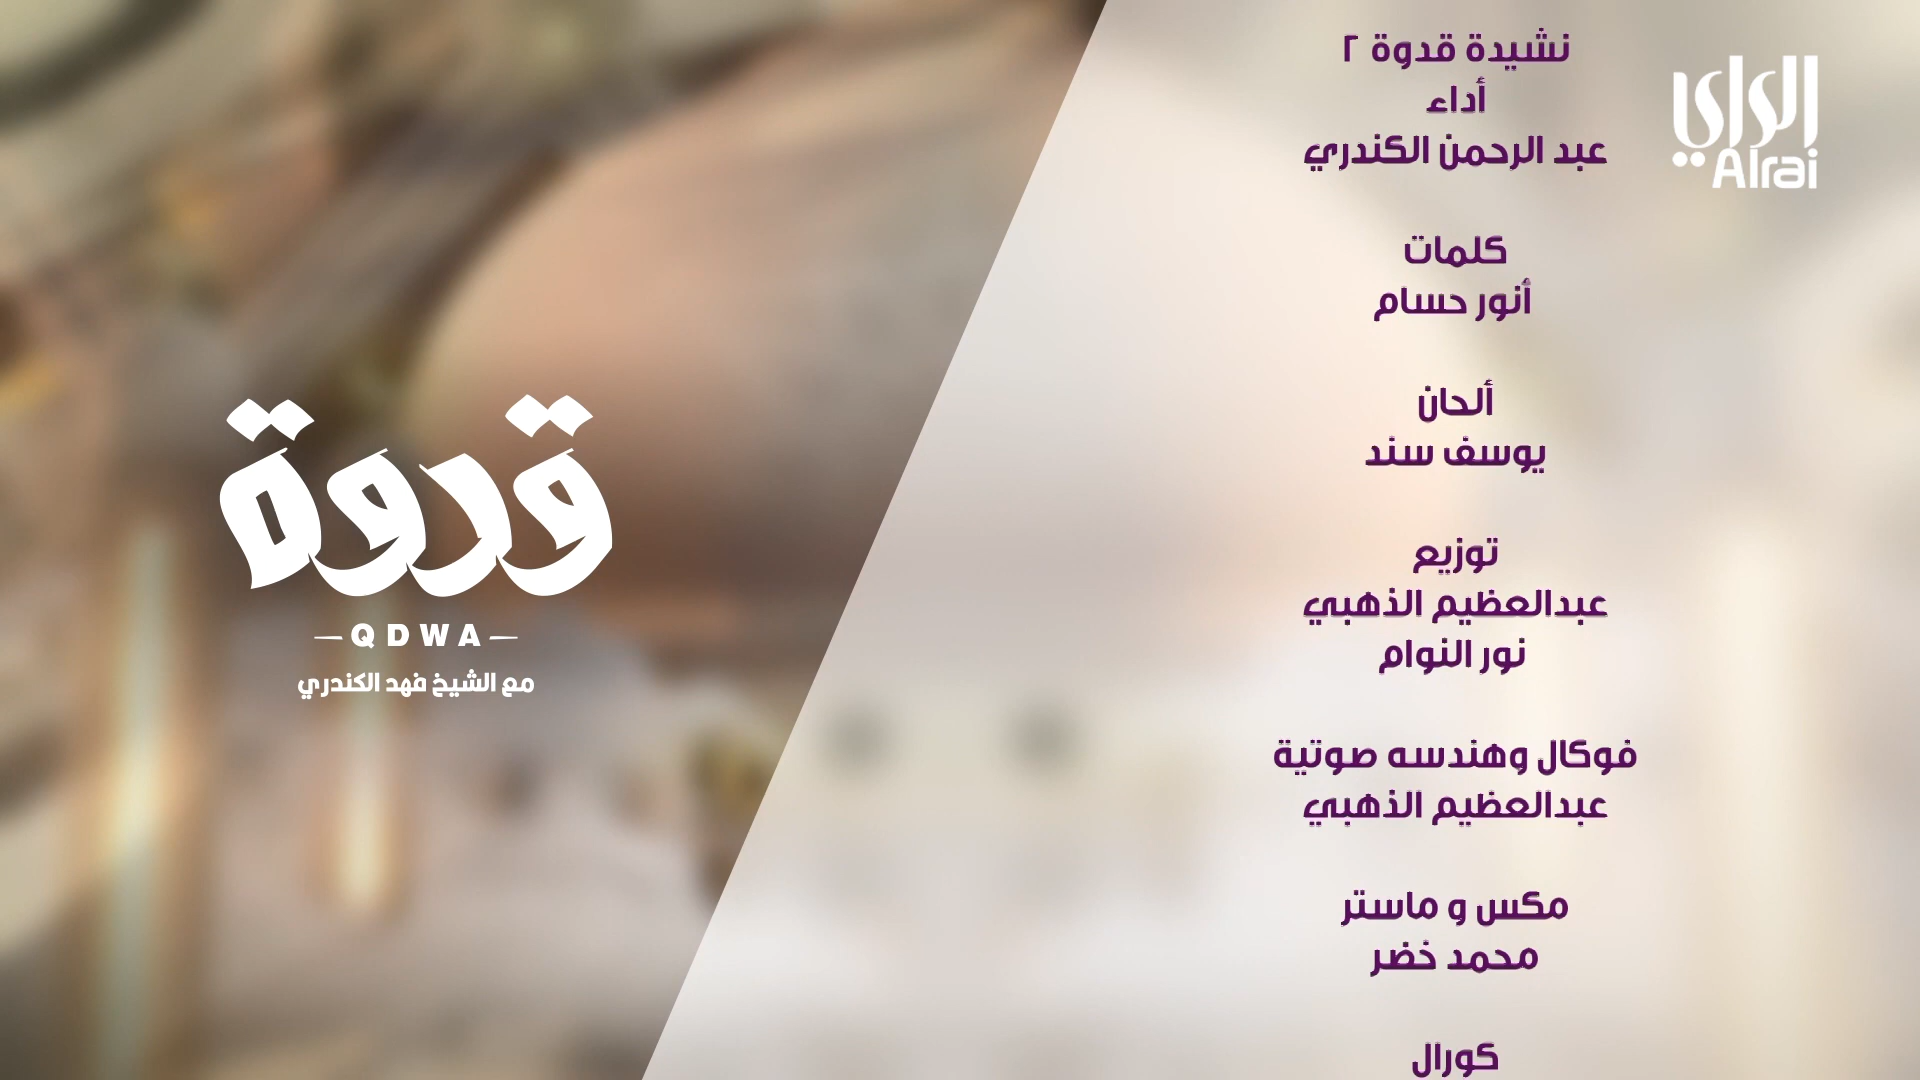 نشيدة قدوة ٢
أداء
عبد الرحمن الكندري
كلمات
أنور حسام
ألحان
يوسف سند
توزيع
عبدالعظيم الذهبي
نور النوام
فوكال وهندسه صوتية
عبدالعظيم الذهبي
مكس و ماستر
محمد خضر
كورال
الراي
Alrai
قدوة
QDWA
مع الشيخ فهد الكندري